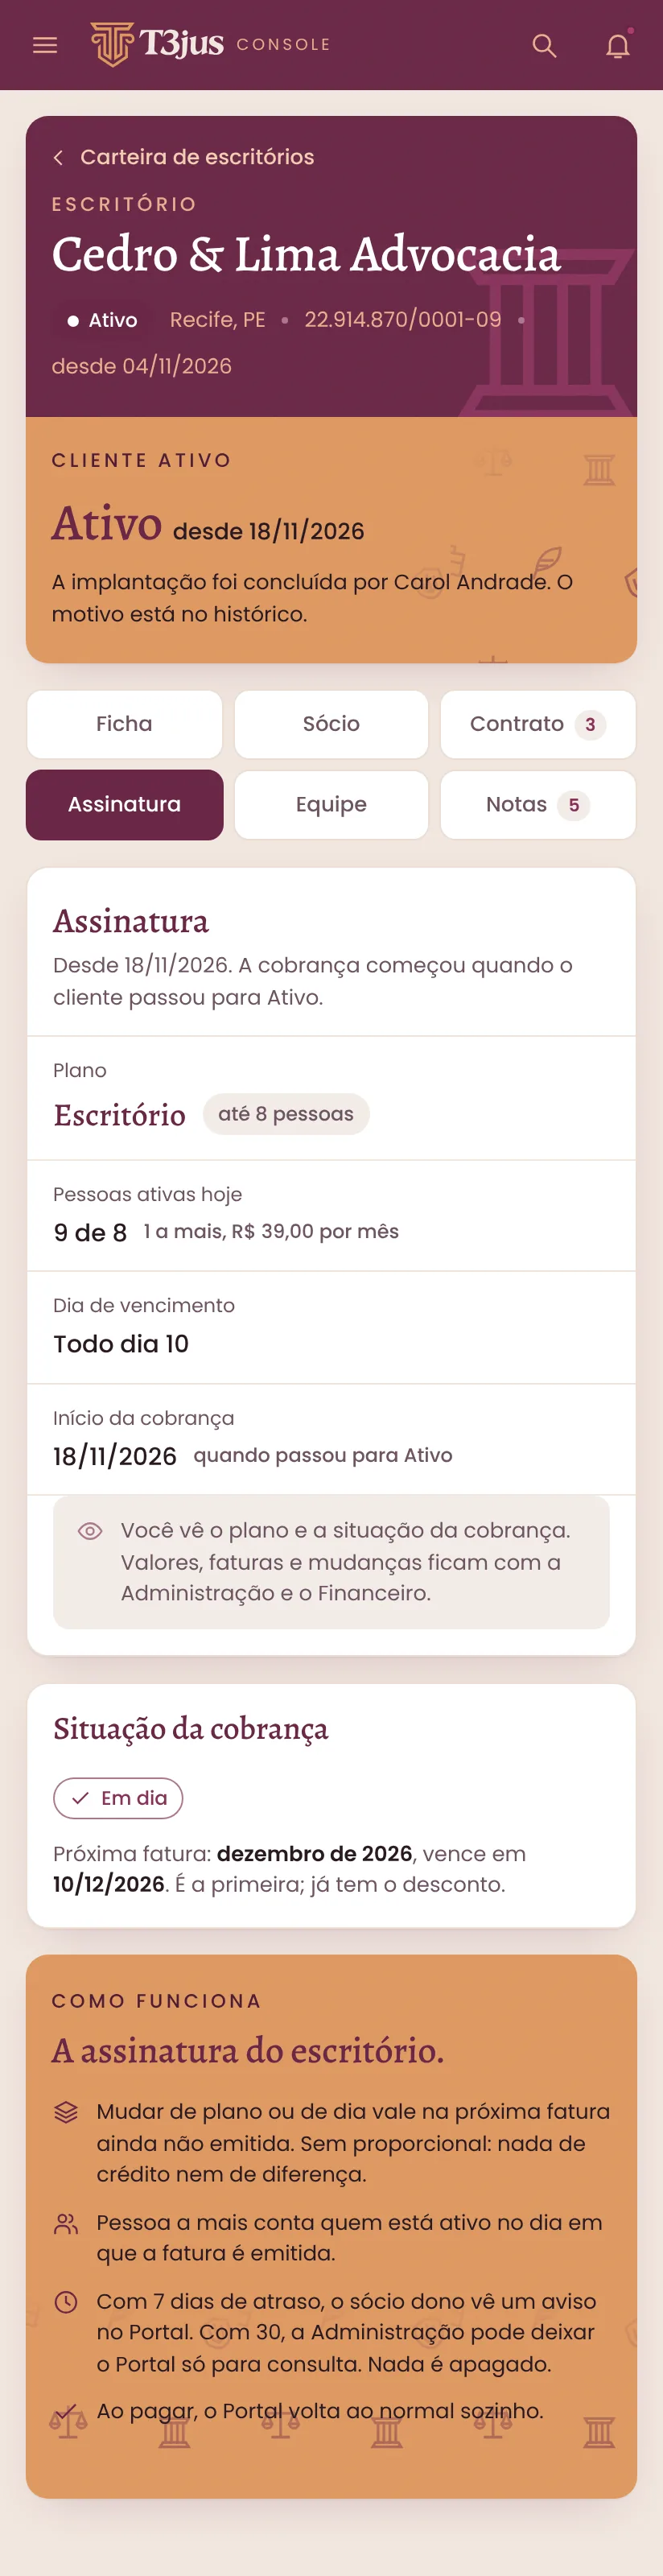 T3jus CONSOLE
Carteira de escritórios
ESCRITÓRIO
Cedro & Lima Advocacia
Ativo Recife, PE • 22.914.870/0001-09 •
desde 04/11/2026
CLIENTE ATIVO
Ativo desde 18/11/2026
A implantação foi concluída por Carol Andrade. O
motivo está no histórico.
Ficha
Sócio
Contrato 3
Assinatura
Equipe
Notas 5
Assinatura
Desde 18/11/2026. A cobrança começou quando o
cliente passou para Ativo.
Plano
Escritório até 8 pessoas
Pessoas ativas hoje
9 de 8 1 a mais, R$ 39,00 por mês
Dia de vencimento
Todo dia 10
Início da cobrança
18/11/2026 quando passou para Ativo
Você vê o plano e a situação da cobrança.
Valores, faturas e mudanças ficam com a
Administração e o Financeiro.
Situação da cobrança
Em dia
Próxima fatura: dezembro de 2026, vence em
10/12/2026. É a primeira; já tem o desconto.
COMO FUNCIONA
A assinatura do escritório.
Mudar de plano ou de dia vale na próxima fatura
ainda não emitida. Sem proporcional: nada de
crédito nem de diferença.
Pessoa a mais conta quem está ativo no dia em
que a fatura é emitida.
Com 7 dias de atraso, o sócio dono vê um aviso
no Portal. Com 30, a Administração pode deixar
o Portal só para consulta. Nada é apagado.
Ao pagar, o Portal volta ao normal sozinho.